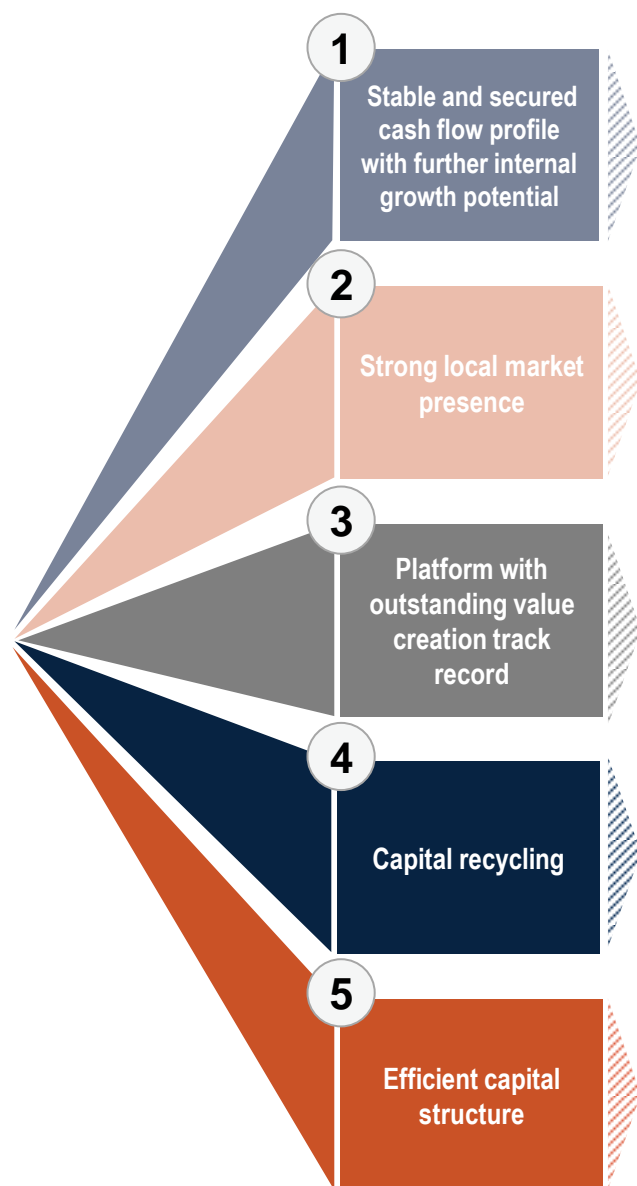 1
Stable and secured
cash flow profile
with further internal
growth potential
2
Strong local market
presence
3
Platform with
outstanding value
creation track
record
4
Capital recycling
5
Efficient capital
structure